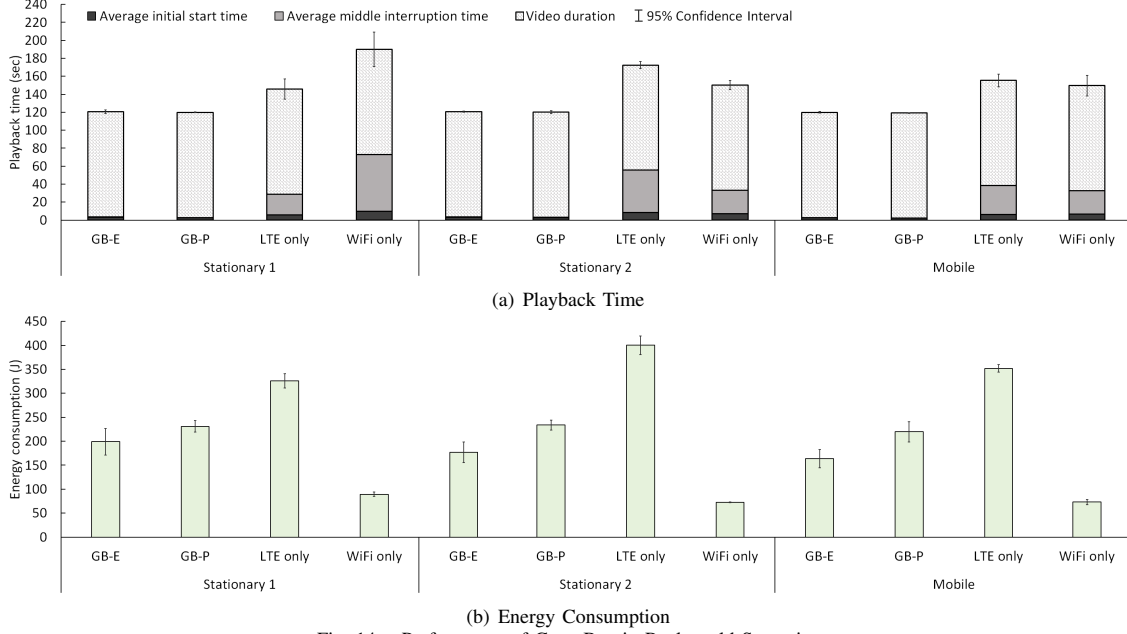 240
220
200
180
160
140
120
100
80
60
40
20
0
Playback time (sec)
Average initial start time
Average middle interruption time
Video duration
95% Confidence Interval
GB-E GB-P LTE only WiFi only GB-E GB-P LTE only WiFi only GB-E GB-P LTE only WiFi only
Stationary 1 Stationary 2 Mobile
(a) Playback Time
450
400
350
300
250
200
150
100
50
0
Energy consumption (J)
GB-E GB-P LTE only WiFi only GB-E GB-P LTE only WiFi only GB-E GB-P LTE only WiFi only
Stationary 1 Stationary 2 Mobile
(b) Energy Consumption